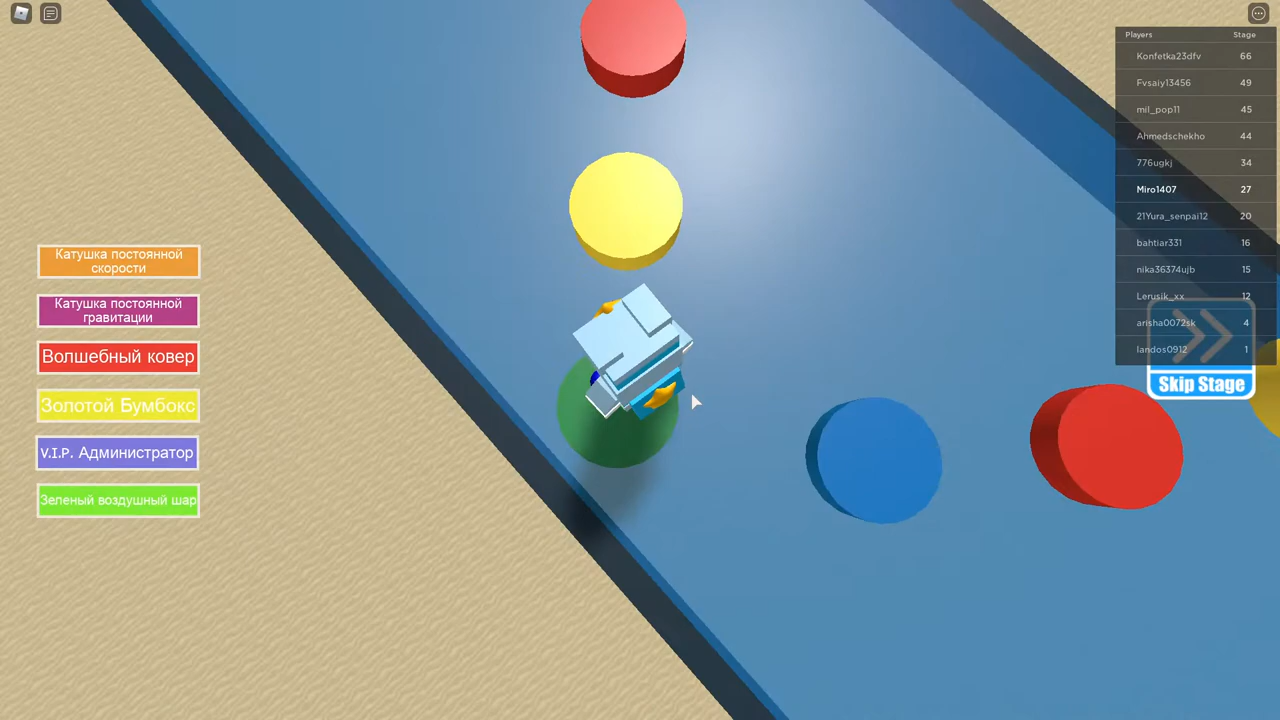 Players Stage
Konfetka23dfv 66
Fvsaiy13456 49
mil_pop11 45
Ahmedschekho 44
776ugkj 34
Miro1407 27
21Yura_senpai12 20
bahtiar331 16
nika36374ujb 15
Lerusik_xx 12
arisha0072sk 4
landos0912 1
Skip Stage
Катушка постоянной
скорости
Катушка постоянной
гравитации
Волшебный ковер
Золотой Бумбокс
V.I.P. Администратор
Зеленый воздушный шар